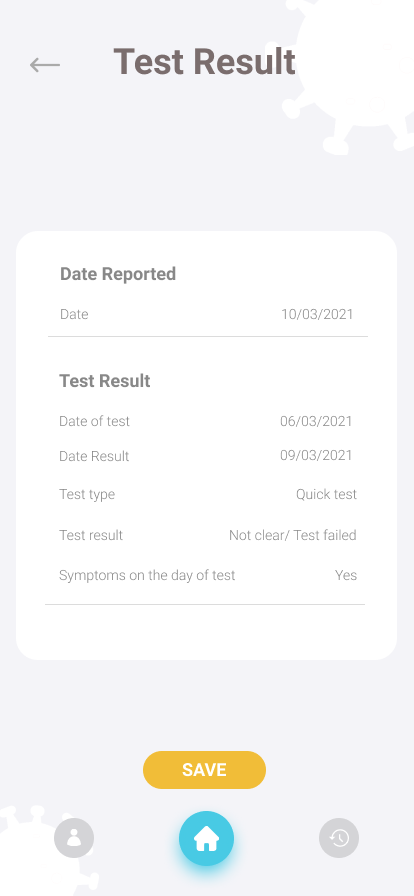 Test Result
Date Reported
Date 10/03/2021
Test Result
Date of test 06/03/2021
Date Result 09/03/2021
Test type Quick test
Test result Not clear/ Test failed
Symptoms on the day of test Yes
SAVE